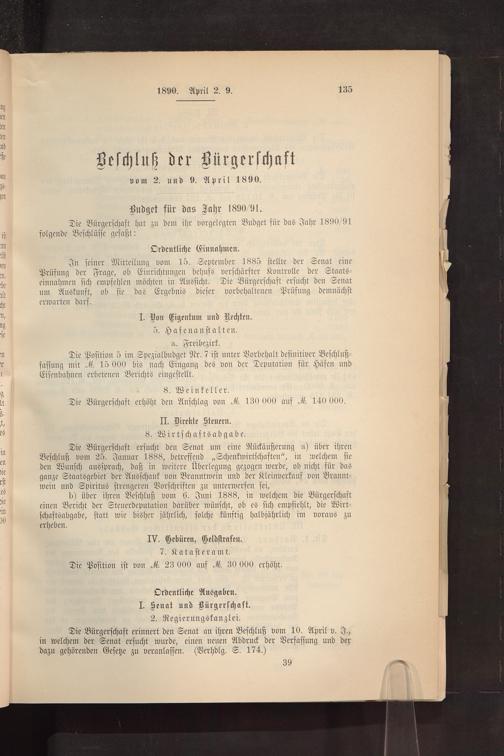 1890. April 2. 9. 135
Beschluß der Bürgerschaft
vom 2. und 9. April 1890.
Budget für das Jahr 1890/91.
Die Bürgerschaft hat zu dem ihr vorgelegten Budget für das Jahr 1890/91
folgende Beschlüsse gefaßt:
Ordentliche Einnahmen.
In seiner Mitteilung vom 15. September 1885 stellte der Senat eine
Prüfung der Frage, ob Einrichtungen behufs verschärfter Kontrolle der Staats-
einnahmen sich empfehlen möchten in Aussicht. Die Bürgerschaft ersucht den Senat
um Auskunft, ob sie das Ergebnis dieser vorbehaltenen Prüfung demnächst
erwarten darf.
I. Von Eigentum und Rechten.
5. Hafenanstalten.
a. Freibezirk.
Die Position 5 im Spezialbudget Nr. 7 ist unter Vorbehalt definitiver Beschluß-
fassung mit M. 15 000 bis nach Eingang des von der Deputation für Häfen und
Eisenbahnen erbetenen Berichts eingestellt.
8. Weinkeller.
Die Bürgerschaft erhöht den Anschlag von M. 130 000 auf M. 140 000.
II. Direkte Steuern.
8. Wirtschaftsabgabe.
Die Bürgerschaft ersucht den Senat um eine Rückäußerung a) über ihren
Beschluß vom 25. Januar 1888, betreffend „Schenkwirtschaften“, in welchem sie
den Wunsch aussprach, daß in weitere Überlegung gezogen werde, ob nicht für das
ganze Staatsgebiet der Ausschank von Branntwein und der Kleinverkauf von Brannt-
wein und Spiritus strengeren Vorschriften zu unterwerfen sei,
b) über ihren Beschluß vom 6. Juni 1888, in welchem die Bürgerschaft
einen Bericht der Steuerdeputation darüber wünscht, ob es sich empfiehlt, die Wirt-
schaftsabgabe, statt wie bisher jährlich, solche künftig halbjährlich im voraus zu
erheben.
IV. Gebüren, Geldstrafen.
7. Katasteramt.
Die Position ist von M. 23 000 auf M. 30 000 erhöht.
Ordentliche Ausgaben.
I. Senat und Bürgerschaft.
2. Regierungskanzlei.
Die Bürgerschaft erinnert den Senat an ihren Beschluß vom 10. April v. J.,
in welchem der Senat ersucht wurde, einen neuen Abdruck der Verfassung und der
dazu gehörenden Gesetze zu veranlassen. (Verhdlg. S. 174.)
39